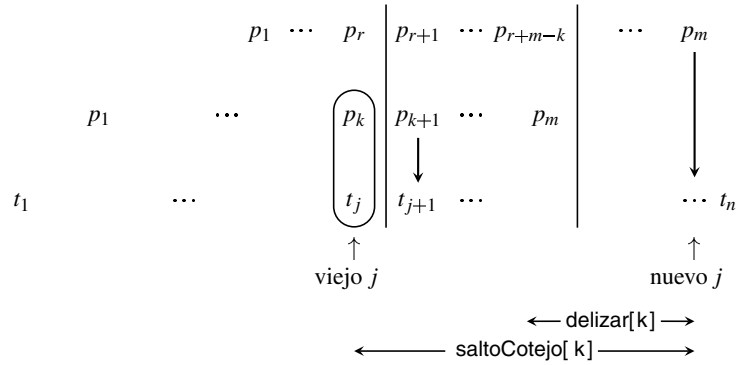 p₁ ⋯ pᵣ pᵣ₊₁ ⋯ pᵣ₊ₘ₋ₖ ⋯ pₘ
p₁ ⋯ pₖ pₖ₊₁ ⋯ pₘ
t₁ ⋯ tⱼ tⱼ₊₁ ⋯ ⋯ tₙ
↑ ↑
viejo j nuevo j
delizar[k]
saltoCotejo[ k]